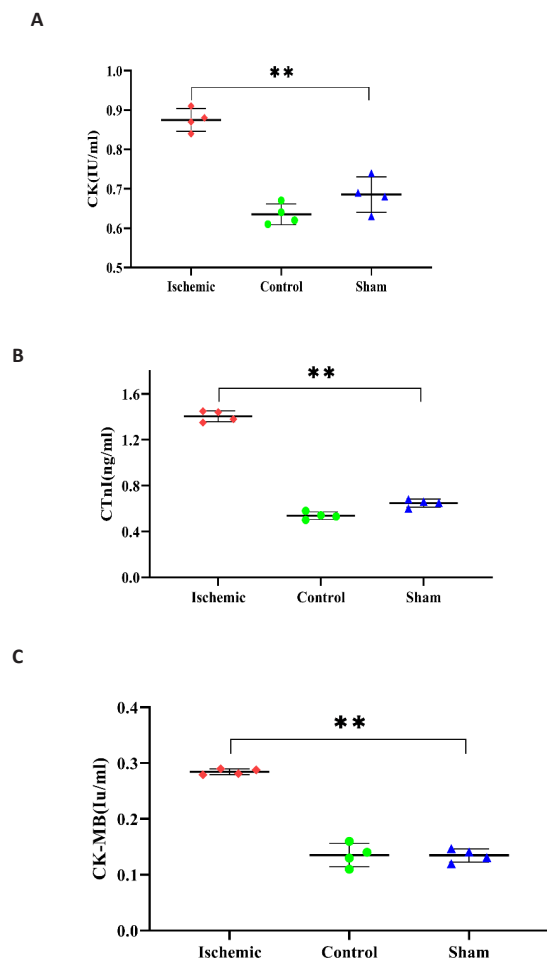 A
**
1.0
0.9
0.8
0.7
0.6
0.5
CK(IU/ml)
Ischemic Control Sham
B
**
1.6
1.2
0.8
0.4
0.0
CTnI(ng/ml)
Ischemic Control Sham
C
**
0.4
0.3
0.2
0.1
0.0
CK-MB(Iu/ml)
Ischemic Control Sham